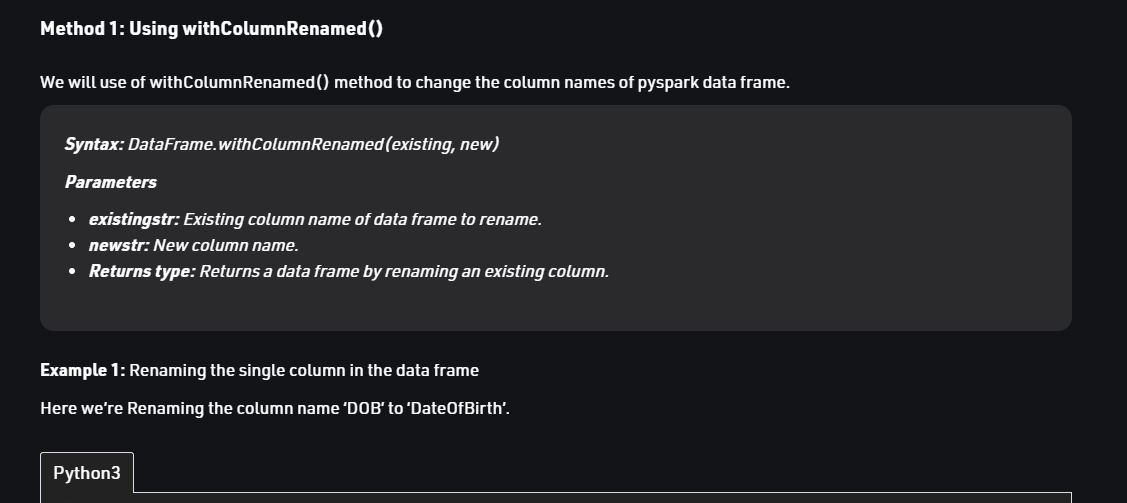 Method 1: Using withColumnRenamed()
We will use of withColumnRenamed() method to change the column names of pyspark data frame.
Syntax: DataFrame.withColumnRenamed(existing, new)
Parameters
• existingstr: Existing column name of data frame to rename.
• newstr: New column name.
• Returns type: Returns a data frame by renaming an existing column.
Example 1: Renaming the single column in the data frame
Here we’re Renaming the column name ‘DOB’ to ‘DateOfBirth’.
Python3